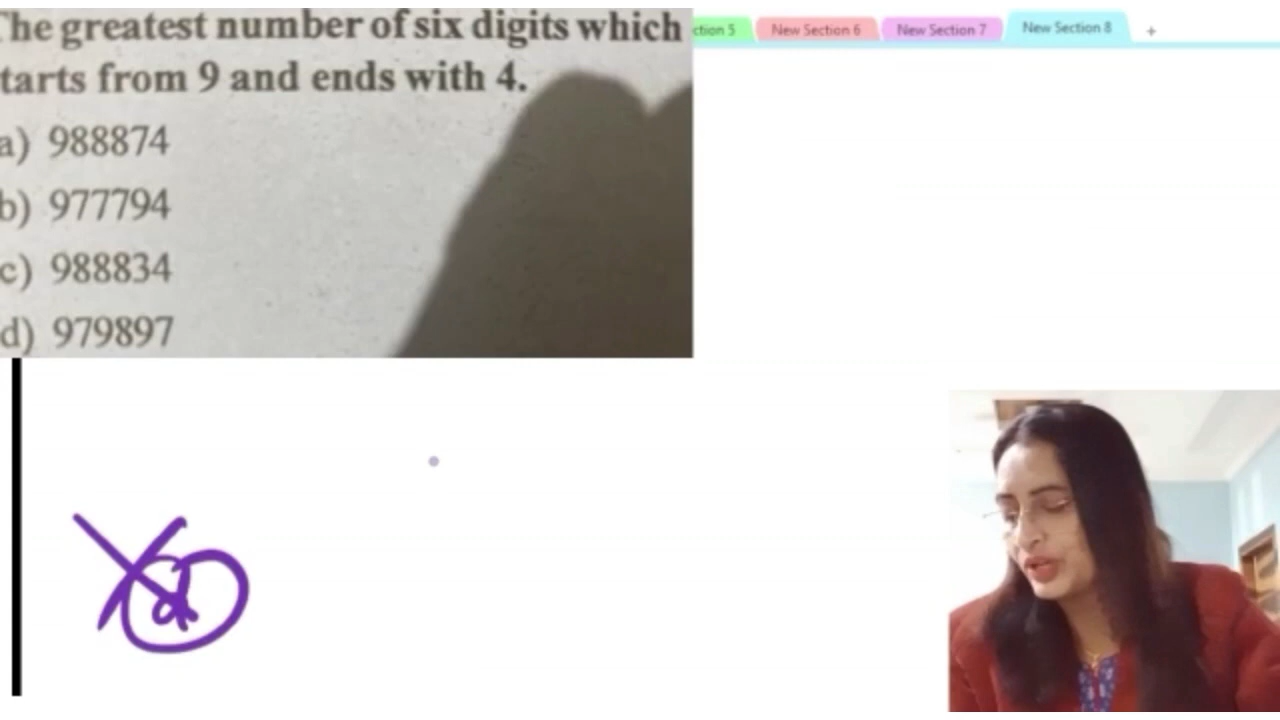 he greatest number of six digits which
tarts from 9 and ends with 4.
a) 988874
b) 977794
c) 988834
d) 979897
ction 5 New Section 6 New Section 7 New Section 8 +